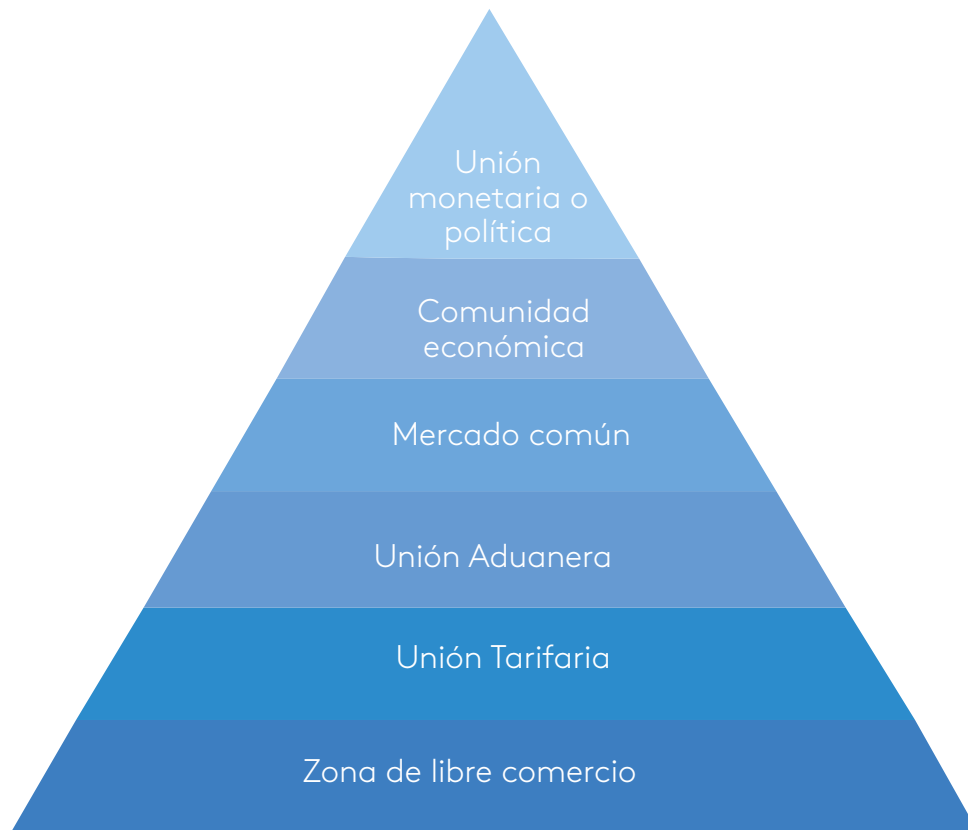 Unión
monetaria o
política
Comunidad
económica
Mercado común
Unión Aduanera
Unión Tarifaria
Zona de libre comercio